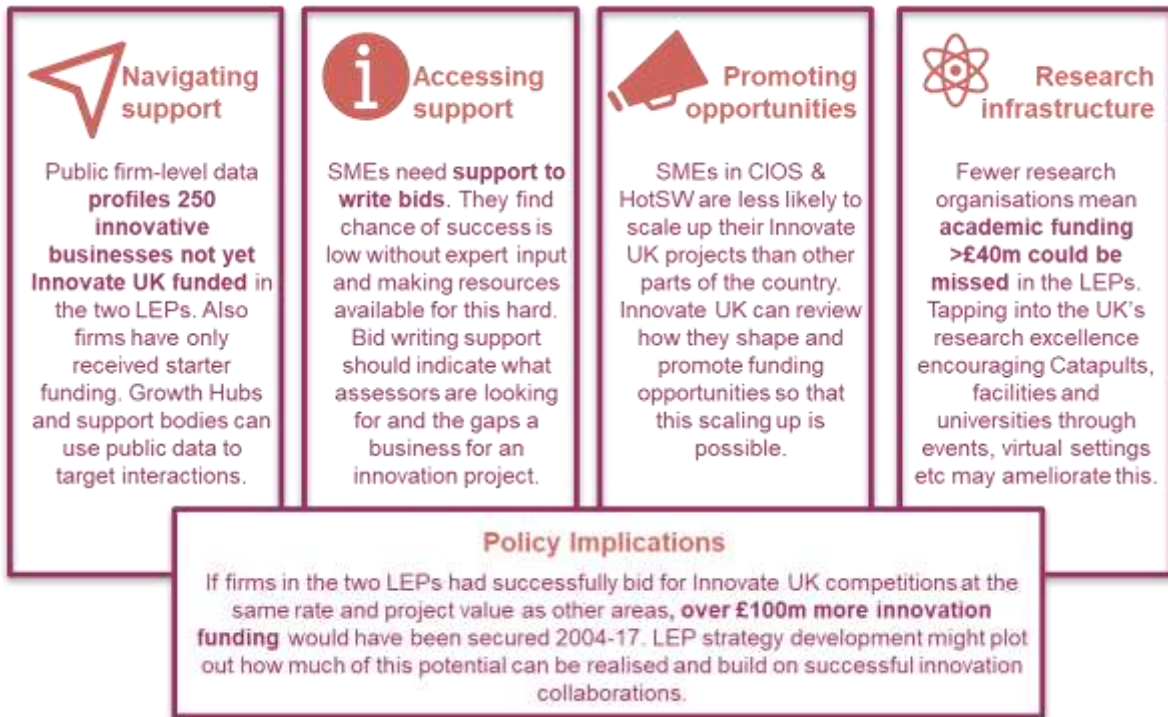 Navigating
support
Public firm-level data
profiles 250
innovative
businesses not yet
Innovate UK funded in
the two LEPs. Also
firms have only
received starter
funding. Growth Hubs
and support bodies can
use public data to
target interactions.
Accessing
support
SMEs need support to
write bids. They find
chance of success is
low without expert input
and making resources
available for this hard.
Bid writing support
should indicate what
assessors are looking
for and the gaps a
business for an
innovation project.
Promoting
opportunities
SMEs in CIOS &
HotSW are less likely to
scale up their Innovate
UK projects than other
parts of the country.
Innovate UK can review
how they shape and
promote funding
opportunities so that
this scaling up is
possible.
Research
infrastructure
Fewer research
organisations mean
academic funding
>£40m could be
missed in the LEPs.
Tapping into the UK's
research excellence
encouraging Catapults,
facilities and
universities through
events, virtual settings
etc may ameliorate this.
Policy Implications
If firms in the two LEPs had successfully bid for Innovate UK competitions at the
same rate and project value as other areas, over £100m more innovation
funding would have been secured 2004-17. LEP strategy development might plot
out how much of this potential can be realised and build on successful innovation
collaborations.